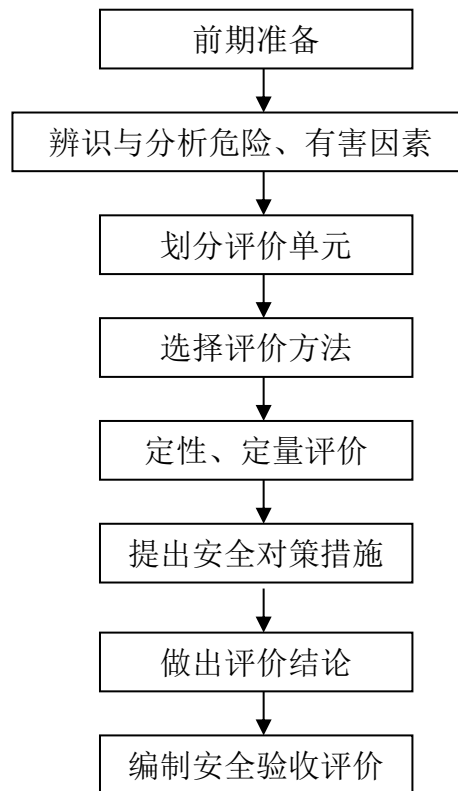 前期准备
辨识与分析危险、有害因素
划分评价单元
选择评价方法
定性、定量评价
提出安全对策措施
做出评价结论
编制安全验收评价